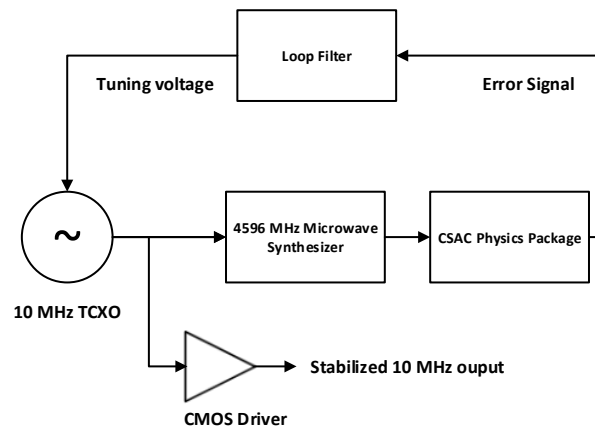 Loop Filter
Tuning voltage
Error Signal
~
4596 MHz Microwave
Synthesizer
CSAC Physics Package
10 MHz TCXO
Stabilized 10 MHz ouput
CMOS Driver